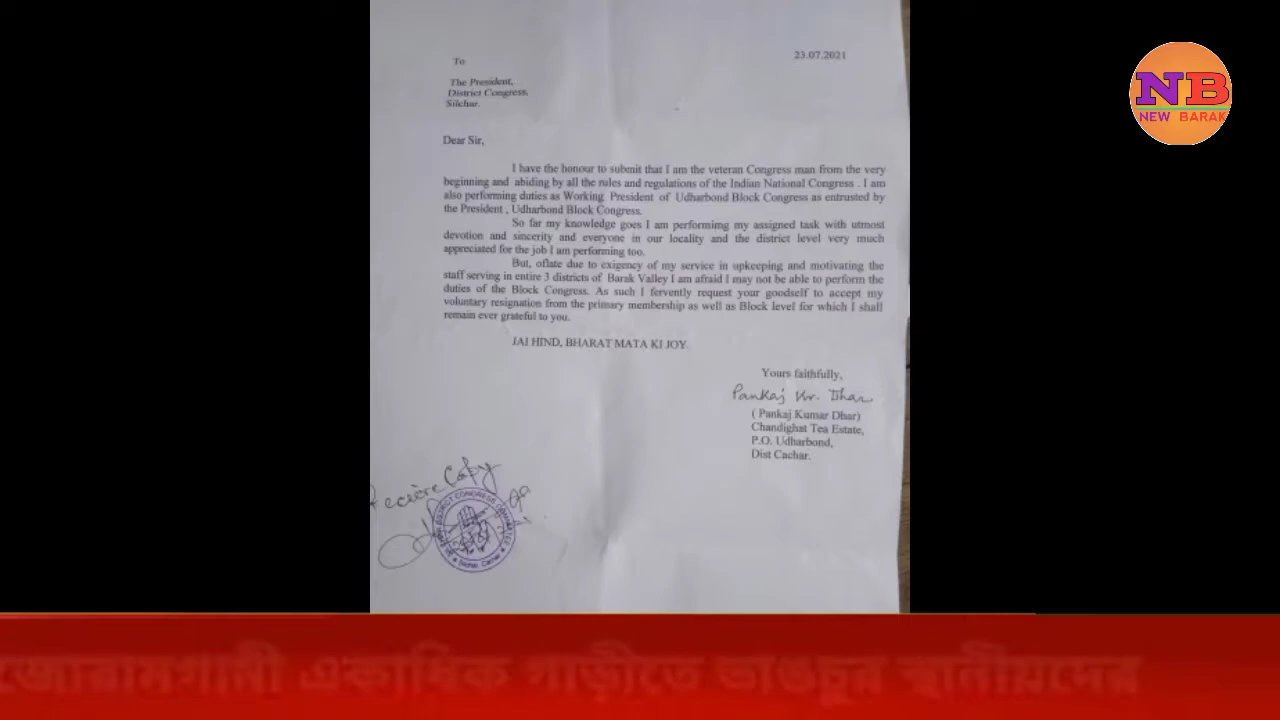 23.07.2021
To
The President,
District Congress,
Silchar.
Dear Sir,
I have the honour to submit that I am the veteran Congress man from the very
beginning and abiding by all the rules and regulations of the Indian National Congress . I am
also performing duties as Working President of Udharbond Block Congress as entrusted by
the President , Udharbond Block Congress.
So far my knowledge goes I am performimg my assigned task with utmost
devotion and sincerity and everyone in our locality and the district level very much
appreciated for the job I am performing too.
But, oflate due to exigency of my service in upkeeping and motivating the
staff serving in entire 3 districts of Barak Valley I am afraid I may not be able to perform the
duties of the Block Congress. As such I fervently request your goodself to accept my
voluntary resignation from the primary membership as well as Block level for which I shall
remain ever grateful to you.
JAI HIND, BHARAT MATA KI JOY.
Yours faithfully,
Pankaj Kr. Dhar
( Pankaj Kumar Dhar)
Chandighat Tea Estate,
P.O. Udharbond,
Dist Cachar.
Copy
DISTRICT CONGRESS COMMITTEE
NB
NEW BARAK
একাধিক গাড়ীতে ভাঙচুর স্থানীয়দের